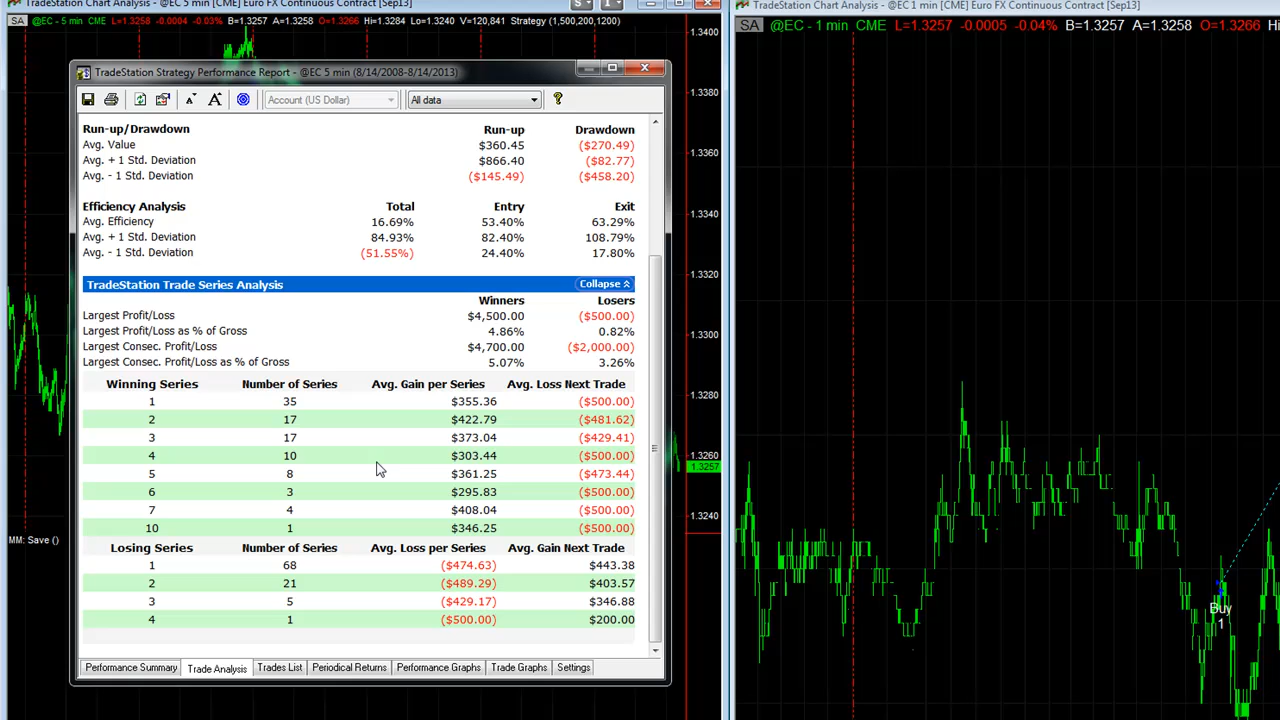 TradeStation Chart Analysis - @EC 5 min [CME] Euro FX Continuous Contract [Sep13]
SA @EC - 5 min CME L=1.3258 -0.0004 -0.03% B=1.3257 A=1.3258 O=1.3266 Hi=1.3284 Lo=1.3240 V=120,841 Strategy (1,500,200,1200)
TradeStation Strategy Performance Report - @EC 5 min (8/14/2008-8/14/2013)
Account (US Dollar) All data
Run-up/Drawdown Run-up Drawdown
Avg. Value $360.45 ($270.49)
Avg. + 1 Std. Deviation $866.40 ($82.77)
Avg. - 1 Std. Deviation ($145.49) ($458.20)
Efficiency Analysis Total Entry Exit
Avg. Efficiency 16.69% 53.40% 63.29%
Avg. + 1 Std. Deviation 84.93% 82.40% 108.79%
Avg. - 1 Std. Deviation (51.55%) 24.40% 17.80%
TradeStation Trade Series Analysis Collapse
Winners Losers
Largest Profit/Loss $4,500.00 ($500.00)
Largest Profit/Loss as % of Gross 4.86% 0.82%
Largest Consec. Profit/Loss $4,700.00 ($2,000.00)
Largest Consec. Profit/Loss as % of Gross 5.07% 3.26%
Winning Series Number of Series Avg. Gain per Series Avg. Loss Next Trade
1 35 $355.36 ($500.00)
2 17 $422.79 ($481.62)
3 17 $373.04 ($429.41)
4 10 $303.44 ($500.00)
5 8 $361.25 ($473.44)
6 3 $295.83 ($500.00)
7 4 $408.04 ($500.00)
10 1 $346.25 ($500.00)
Losing Series Number of Series Avg. Loss per Series Avg. Gain Next Trade
1 68 ($474.63) $443.38
2 21 ($489.29) $403.57
3 5 ($429.17) $346.88
4 1 ($500.00) $200.00
Performance Summary Trade Analysis Trades List Periodical Returns Performance Graphs Trade Graphs Settings
MM: Save ()
1.3400
1.3380
1.3360
1.3340
1.3320
1.3300
1.3280
1.3260
1.3257
1.3240
TradeStation Chart Analysis - @EC 1 min [CME] Euro FX Continuous Contract [Sep13]
SA @EC - 1 min CME L=1.3257 -0.0005 -0.04% B=1.3257 A=1.3258 O=1.3266
Buy
1